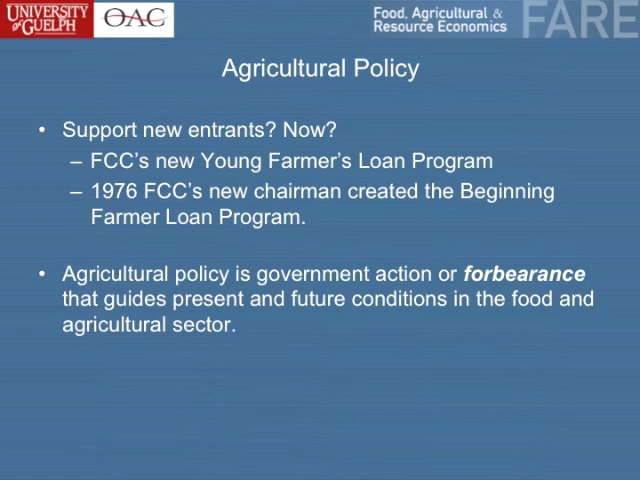 UNIVERSITY
of GUELPH
OAC
Food, Agricultural &
Resource Economics
FARE
Agricultural Policy
• Support new entrants? Now?
– FCC's new Young Farmer's Loan Program
– 1976 FCC's new chairman created the Beginning
Farmer Loan Program.
• Agricultural policy is government action or forbearance
that guides present and future conditions in the food and
agricultural sector.